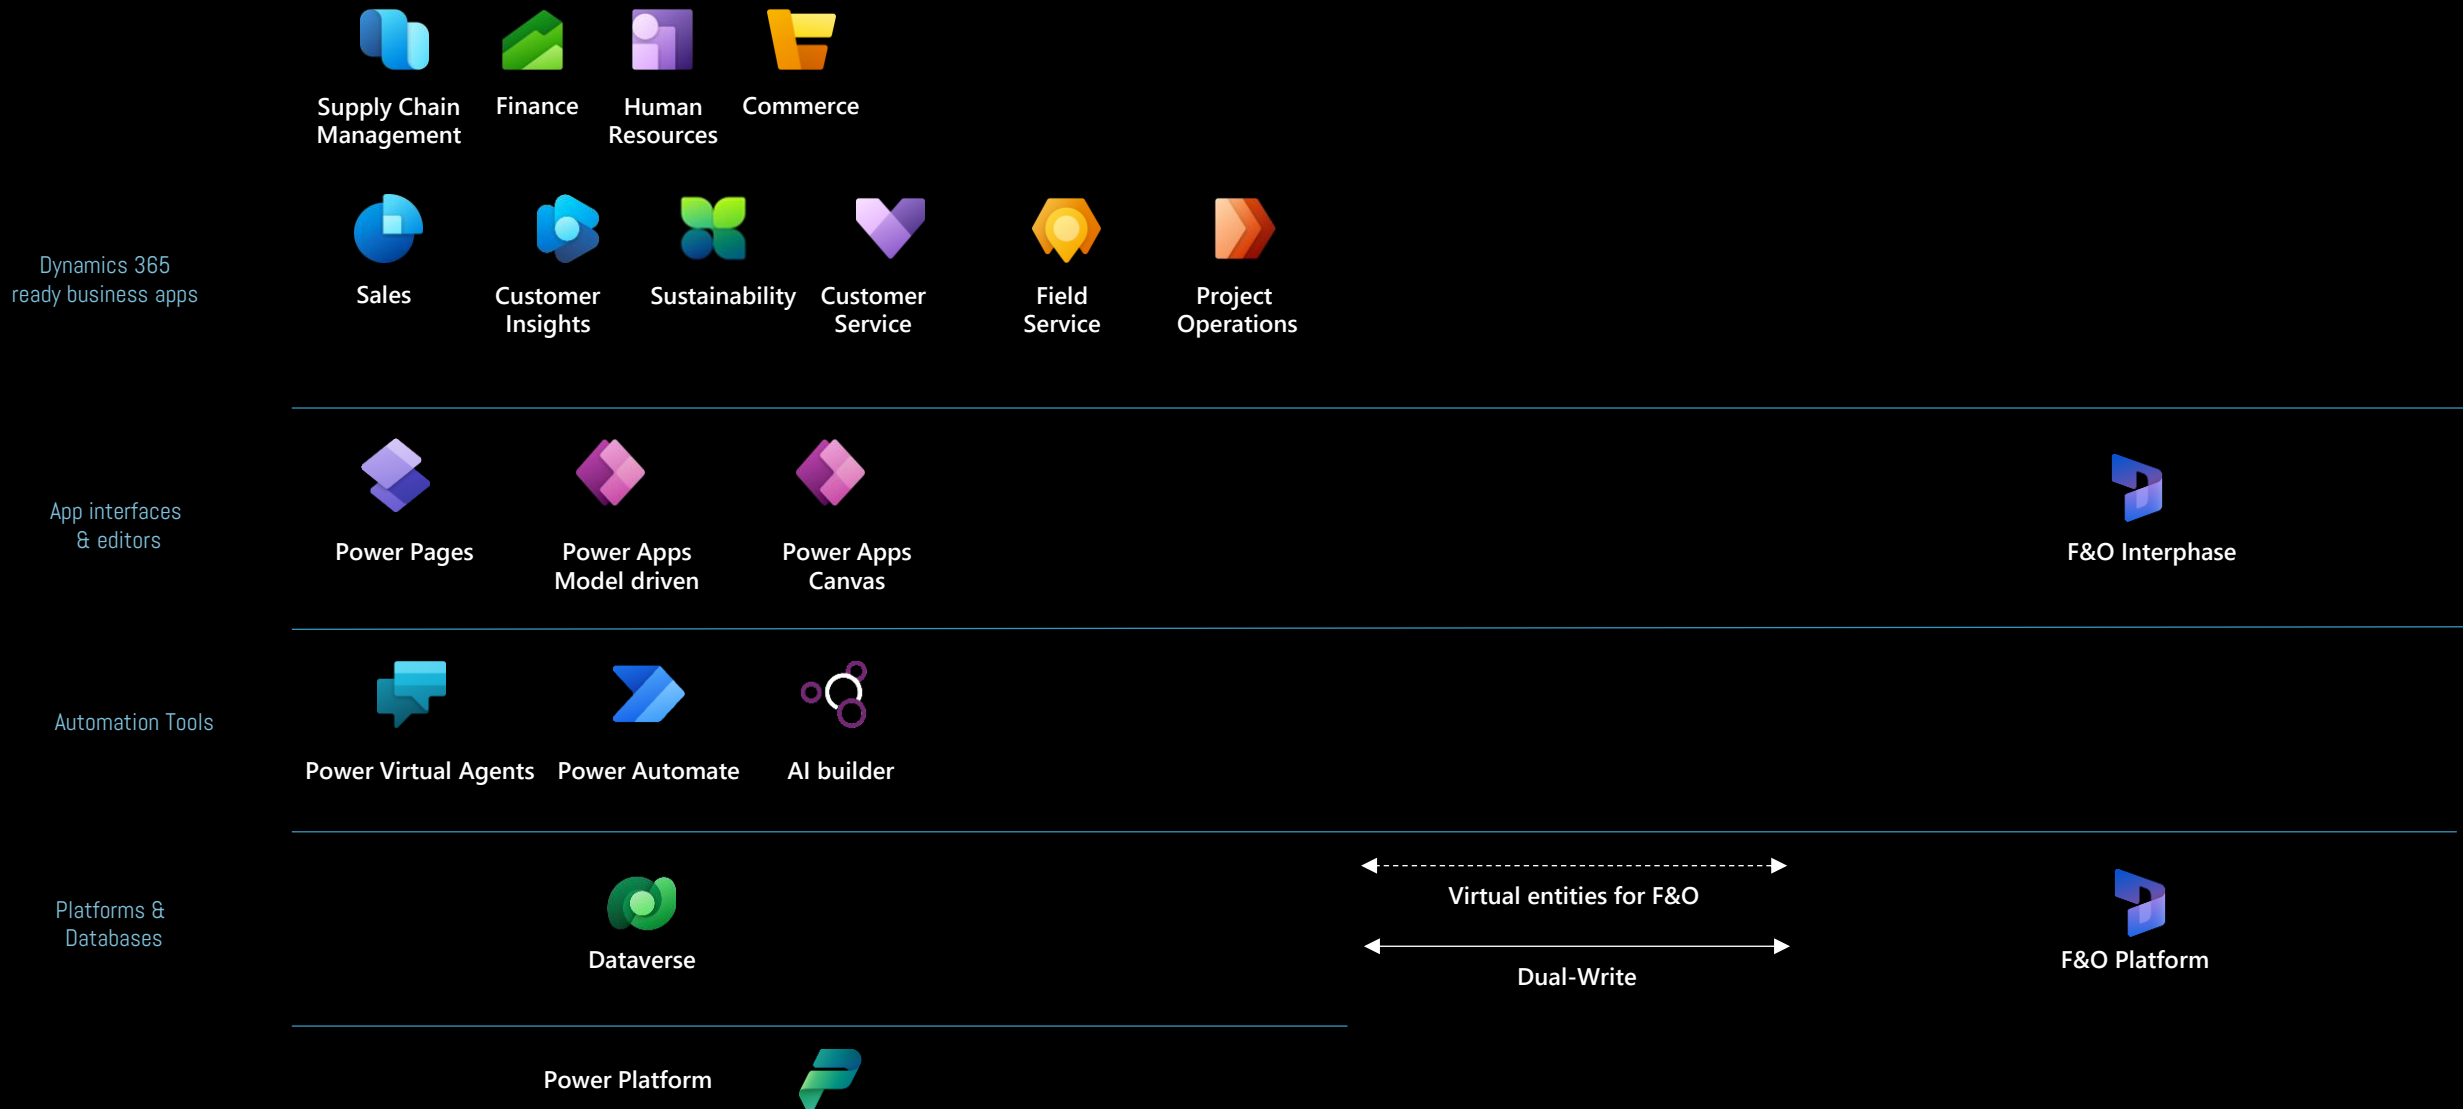 Supply Chain
Management
Finance
Human
Resources
Commerce
Dynamics 365
ready business apps
Sales
Customer
Insights
Sustainability
Customer
Service
Field
Service
Project
Operations
App interfaces
& editors
Power Pages
Power Apps
Model driven
Power Apps
Canvas
F&O Interphase
Automation Tools
Power Virtual Agents
Power Automate
AI builder
Platforms &
Databases
Dataverse
Virtual entities for F&O
Dual-Write
F&O Platform
Power Platform